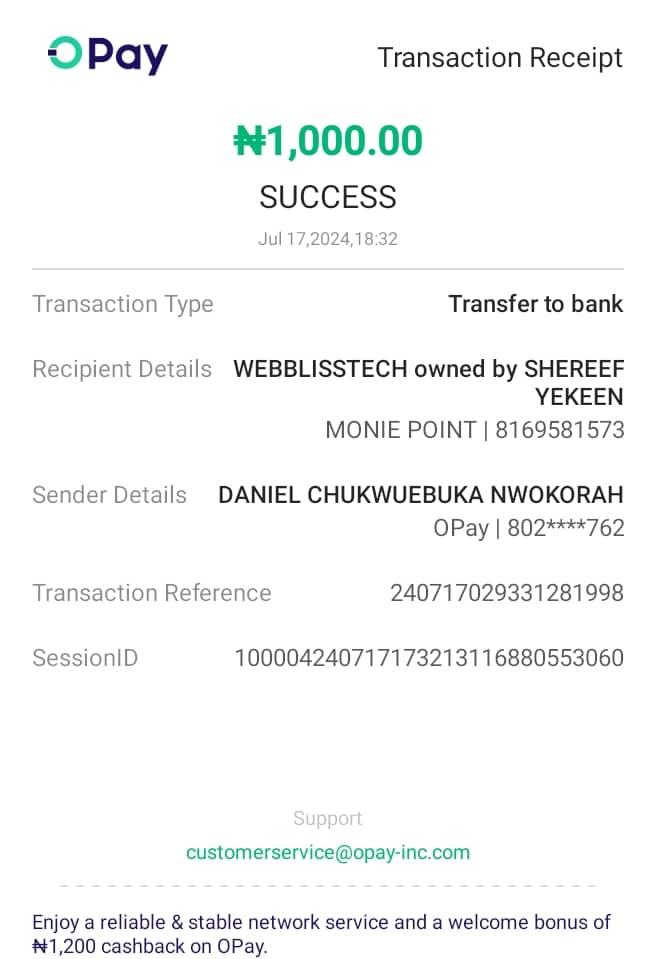 OPay
Transaction Receipt
₦1,000.00
SUCCESS
Jul 17,2024,18:32
Transaction Type Transfer to bank
Recipient Details WEBBLISSTECH owned by SHEREEF
YEKEEN
MONIE POINT | 8169581573
Sender Details DANIEL CHUKWUEBUKA NWOKORAH
OPay | 802****762
Transaction Reference 240717029331281998
SessionID 100004240717173213116880553060
Support
customerservice@opay-inc.com
Enjoy a reliable & stable network service and a welcome bonus of
₦1,200 cashback on OPay.